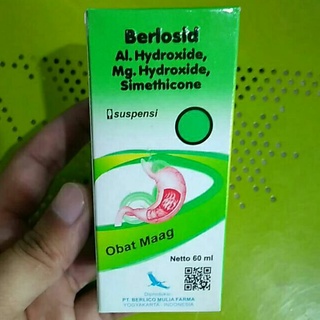 Berlosid
Al. Hydroxide,
Mg. Hydroxide,
Simethicone
suspensi
Obat Maag
Netto 60 ml
PT. BERLICO MULIA FARMA
YOGYAKARTA - INDONESIA